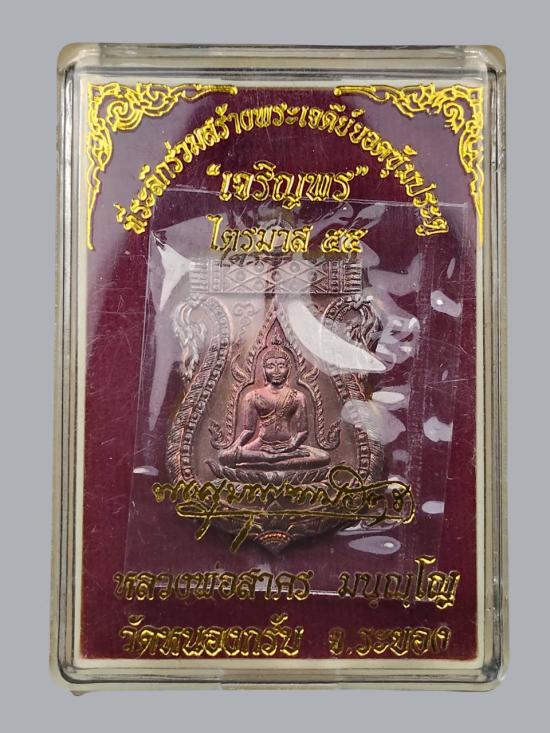 ที่ระลึกร่วมสร้างพระเจดีย์ยอดซุ้มประตู
"เจริญพร"
ไตรมาส ๕๕
หลวงพ่อสาคร มนุญฺโญ
วัดหนองกรับ จ.ระยอง